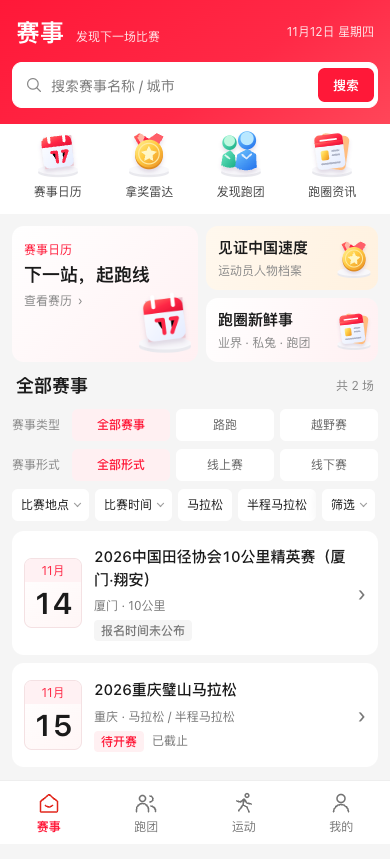 赛事 发现下一场比赛 11月12日 星期四
搜索赛事名称 / 城市 搜索
赛事日历 拿奖雷达 发现跑团 跑圈资讯
赛事日历
下一站，起跑线
查看赛历 ›
见证中国速度
运动员人物档案
跑圈新鲜事
业界 · 私兔 · 跑团
全部赛事 共 2 场
赛事类型 全部赛事 路跑 越野赛
赛事形式 全部形式 线上赛 线下赛
比赛地点 比赛时间 马拉松 半程马拉松 筛选
11月
14
2026中国田径协会10公里精英赛（厦
门·翔安）
厦门 · 10公里
报名时间未公布
11月
15
2026重庆璧山马拉松
重庆 · 马拉松 / 半程马拉松
待开赛 已截止
赛事 跑团 运动 我的